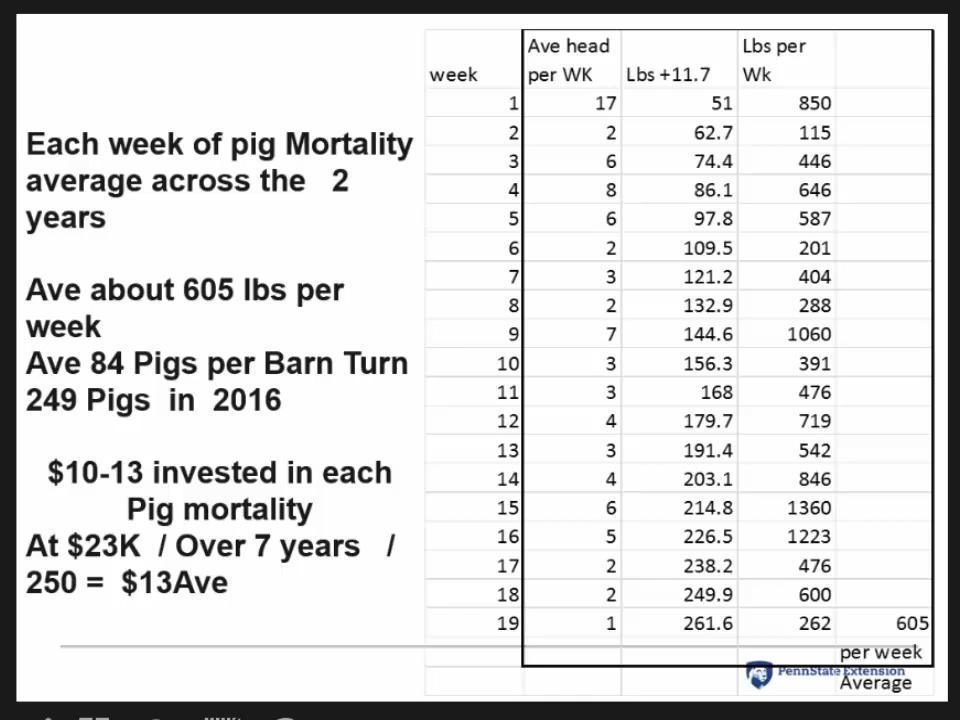 Each week of pig Mortality
average across the 2
years
Ave about 605 lbs per
week
Ave 84 Pigs per Barn Turn
249 Pigs in 2016
$10-13 invested in each
Pig mortality
At $23K / Over 7 years /
250 = $13Ave
week Ave head per WK Lbs +11.7 Lbs per Wk
1 17 51 850
2 2 62.7 115
3 6 74.4 446
4 8 86.1 646
5 6 97.8 587
6 2 109.5 201
7 3 121.2 404
8 2 132.9 288
9 7 144.6 1060
10 3 156.3 391
11 3 168 476
12 4 179.7 719
13 3 191.4 542
14 4 203.1 846
15 6 214.8 1360
16 5 226.5 1223
17 2 238.2 476
18 2 249.9 600
19 1 261.6 262 605
per week
Average
PennState Extension